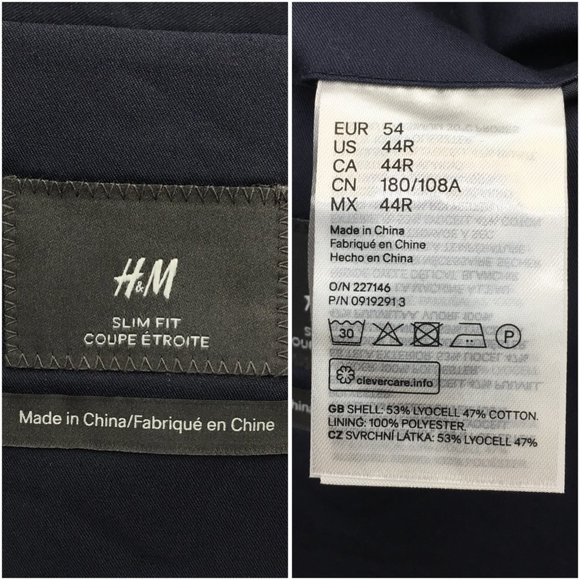 H&M
SLIM FIT
COUPE ÉTROITE
Made in China/Fabriqué en Chine
EUR 54
US 44R
CA 44R
CN 180/108A
MX 44R
Made in China
Fabriqué en Chine
Hecho en China
O/N 227146
P/N 0919291 3
30
P
clevercare.info
GB SHELL: 53% LYOCELL 47% COTTON.
LINING: 100% POLYESTER.
CZ SVRCHNÍ LÁTKA: 53% LYOCELL 47%